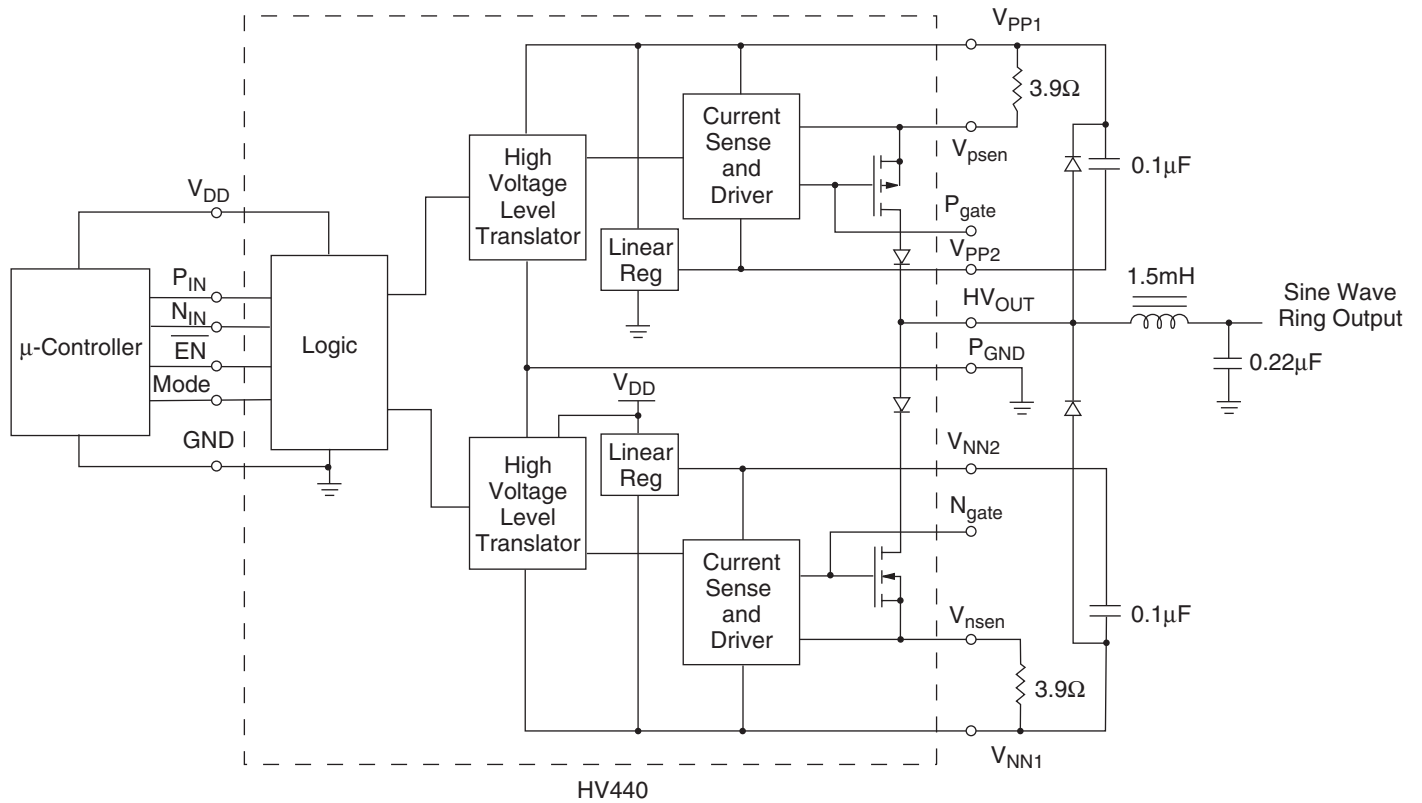 V_PP1
3.9Ω
V_psen
Current
Sense
and
Driver
High
Voltage
Level
Translator
0.1µF
V_DD
P_gate
Linear
Reg
V_PP2
P_IN
N_IN
E̅N̅
Mode
GND
µ-Controller
Logic
HV_OUT
1.5mH
Sine Wave
Ring Output
P_GND
0.22µF
V_DD
High
Voltage
Level
Translator
Linear
Reg
V_NN2
N_gate
Current
Sense
and
Driver
0.1µF
V_nsen
3.9Ω
V_NN1
HV440